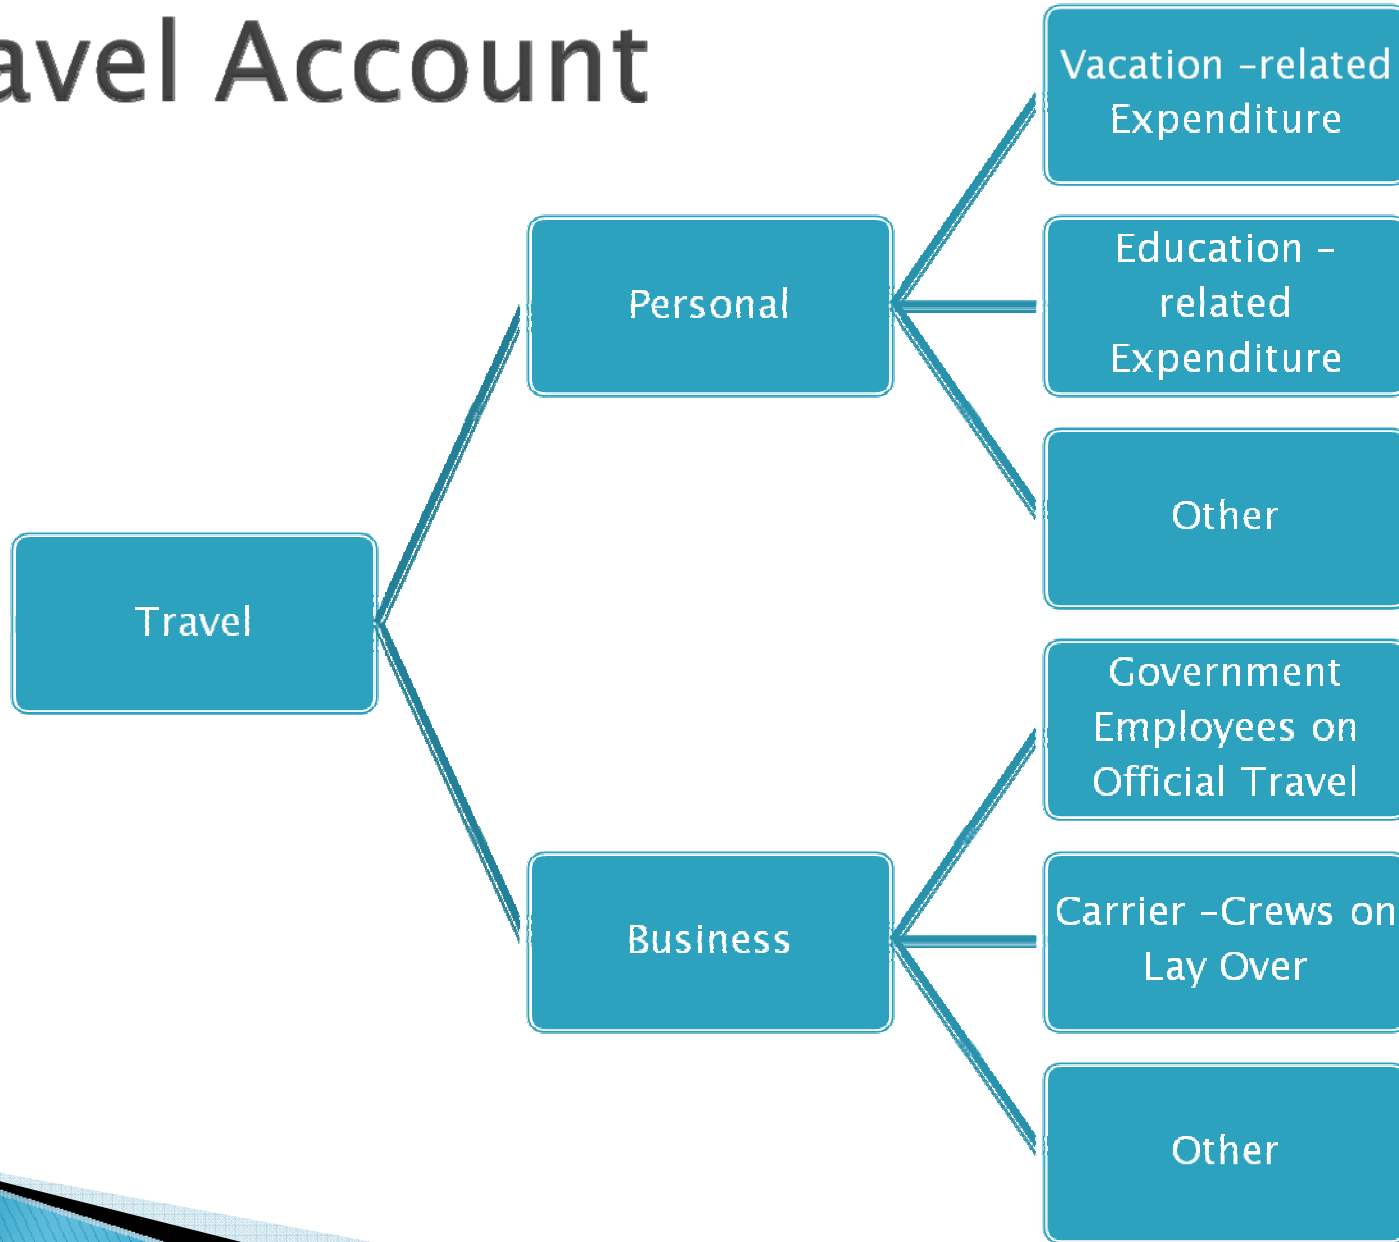 avel Account
Vacation –related
Expenditure
Education –
related
Expenditure
Personal
Other
Travel
Government
Employees on
Official Travel
Business
Carrier –Crews on
Lay Over
Other